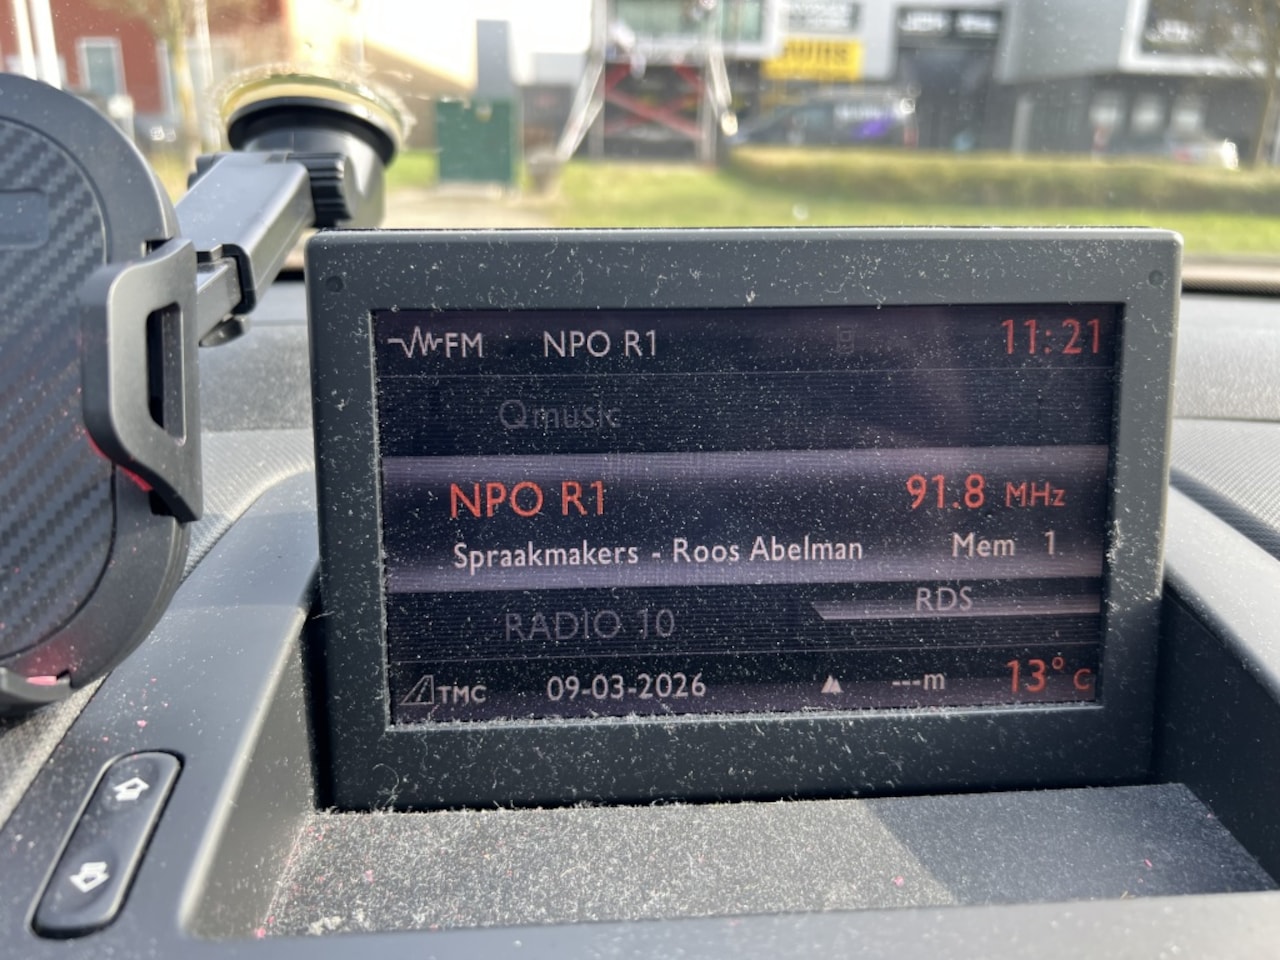 FM NPO R1 11:21
Qmusic
NPO R1 91.8 MHz
Spraakmakers - Roos Abelman Mem 1
RADIO 10 RDS
TMC 09-03-2026 ---m 13° C